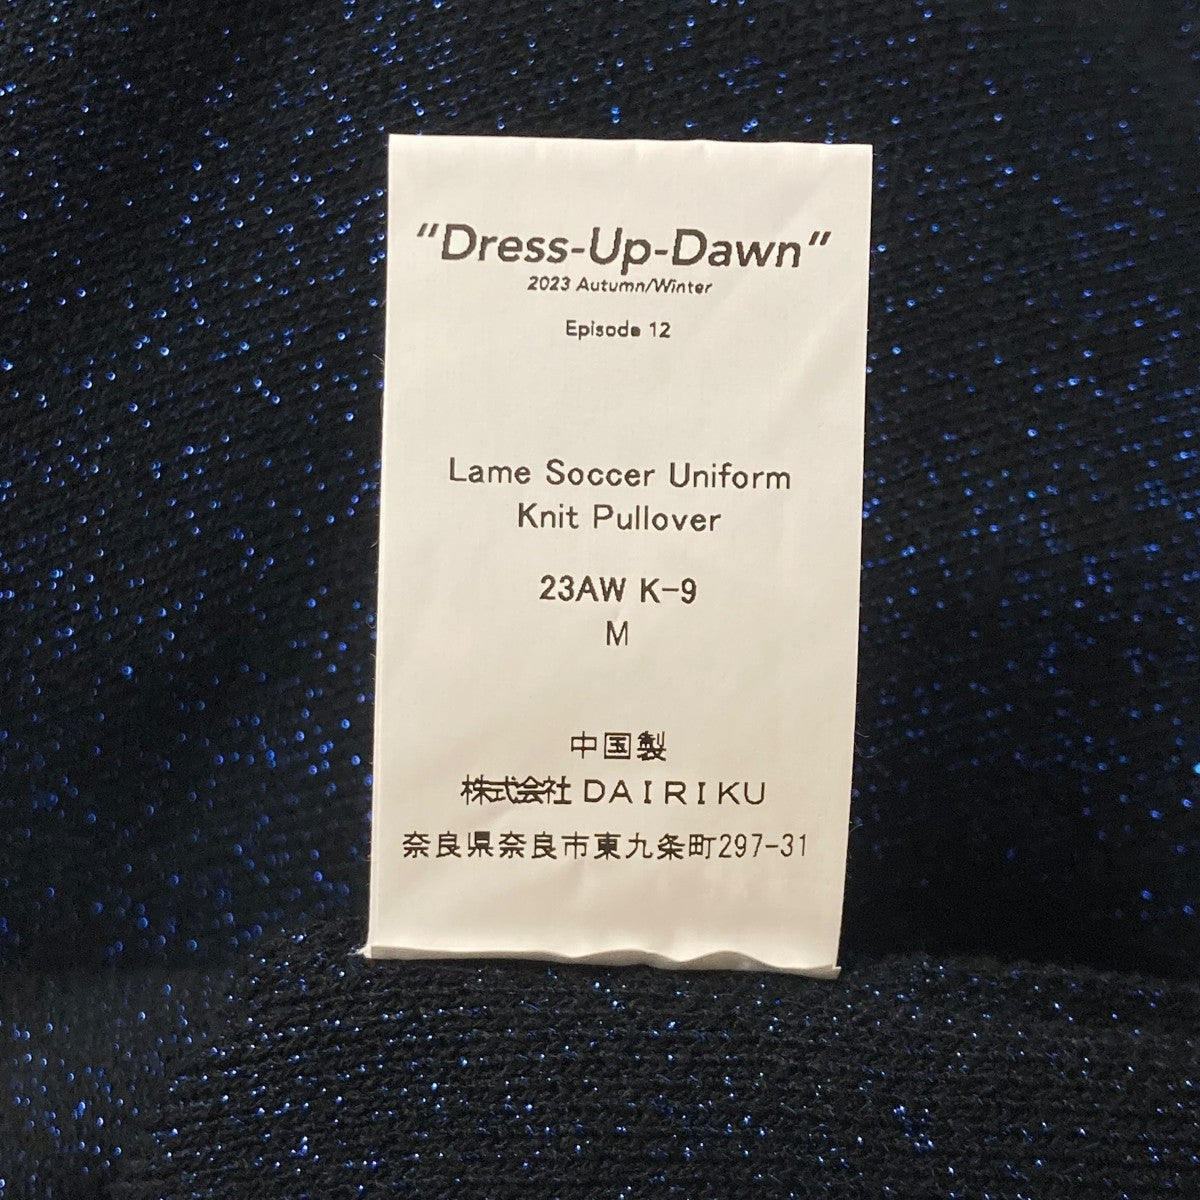 "Dress-Up-Dawn"
2023 Autumn/Winter
Episode 12
Lame Soccer Uniform
Knit Pullover
23AW K-9
M
中国製
株式会社 DAIRIKU
奈良県奈良市東九条町297-31